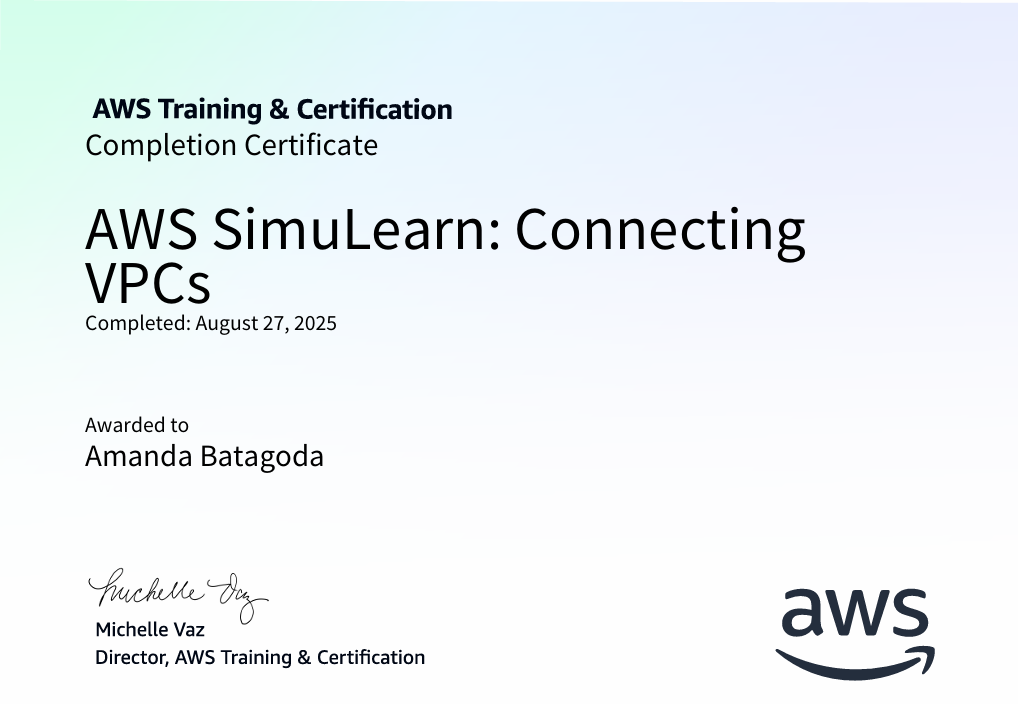 AWS Training & Certification
Completion Certificate
AWS SimuLearn: Connecting
VPCs
Completed: August 27, 2025
Awarded to
Amanda Batagoda
Michelle Vaz
Michelle Vaz
Director, AWS Training & Certification
aws